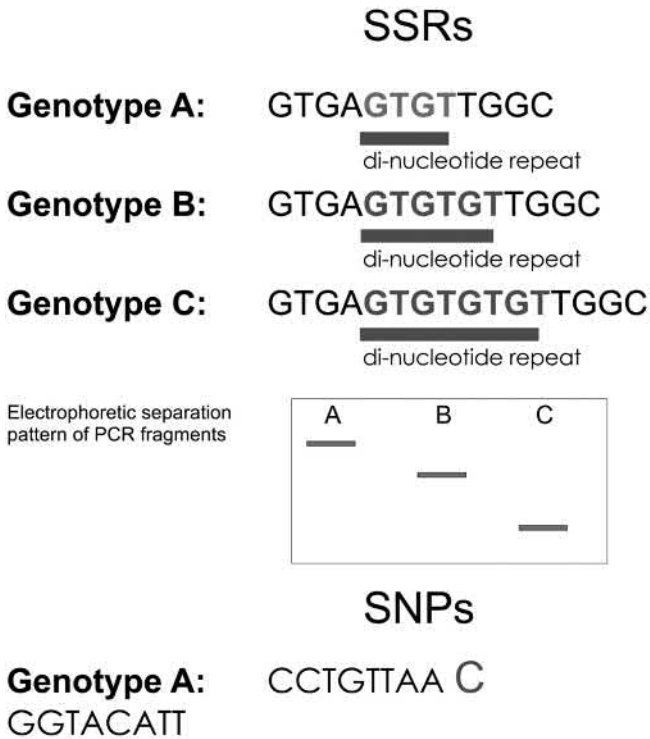 SSRs
Genotype A: GTGAGTGTTGGC
di-nucleotide repeat
Genotype B: GTGAGTGTGTTGGC
di-nucleotide repeat
Genotype C: GTGAGTGTGTGTTGGC
di-nucleotide repeat
Electrophoretic separation
pattern of PCR fragments
A B C
SNPs
Genotype A: CCTGTTAA C
GGTACATT